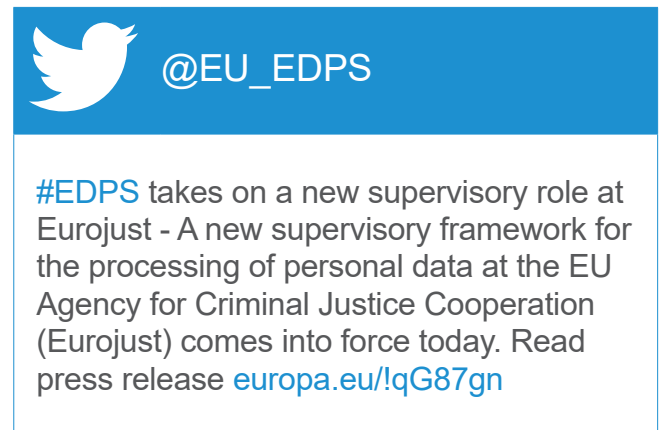 @EU_EDPS
#EDPS takes on a new supervisory role at
Eurojust - A new supervisory framework for
the processing of personal data at the EU
Agency for Criminal Justice Cooperation
(Eurojust) comes into force today. Read
press release europa.eu/!qG87gn